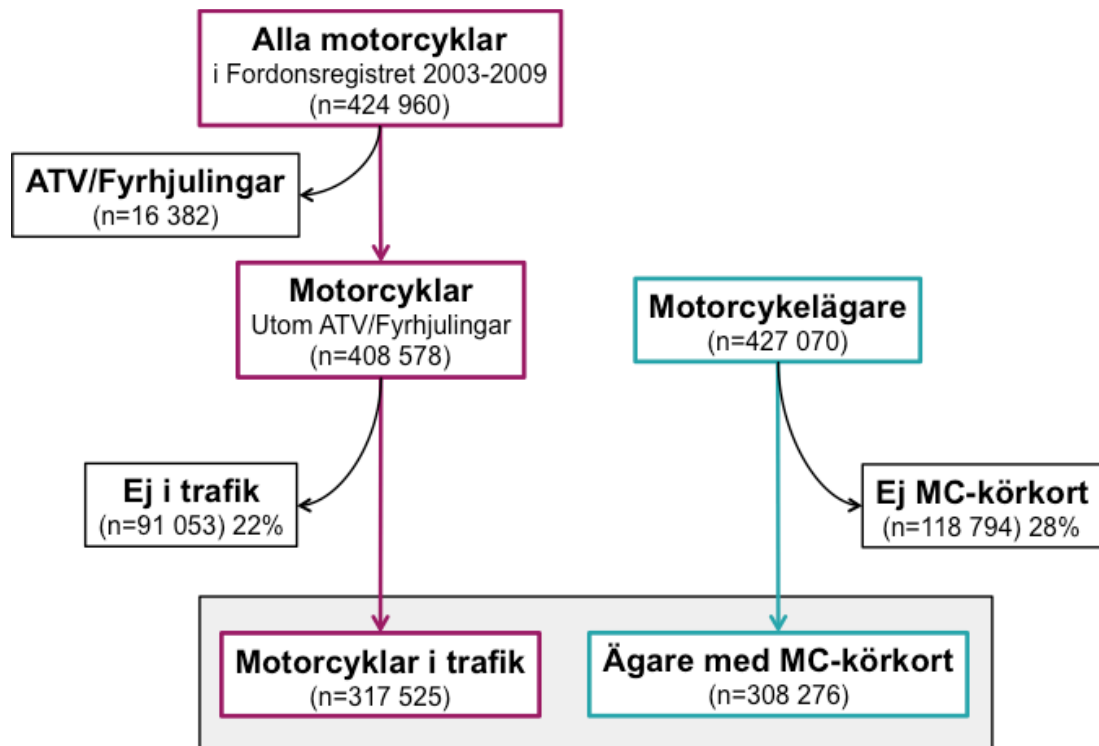 Alla motorcyklar
i Fordonsregistret 2003-2009
(n=424 960)
ATV/Fyrhjulingar
(n=16 382)
Motorcyklar
Utom ATV/Fyrhjulingar
(n=408 578)
Motorcykelägare
(n=427 070)
Ej i trafik
(n=91 053) 22%
Ej MC-körkort
(n=118 794) 28%
Motorcyklar i trafik
(n=317 525)
Ägare med MC-körkort
(n=308 276)